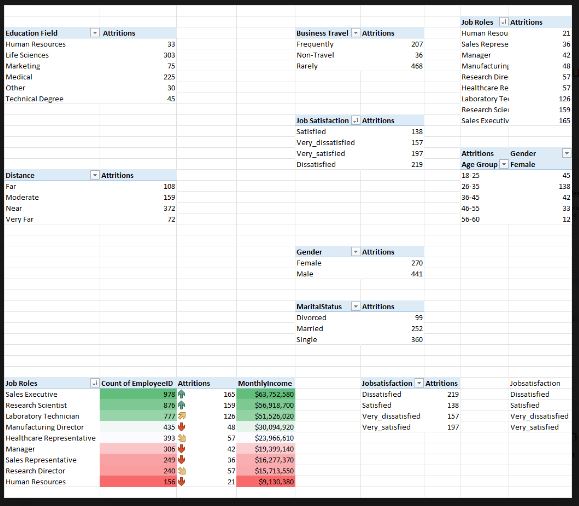 Job Roles Attritions
Education Field Attritions Business Travel Attritions Human Resou 21
Human Resources 33 Frequently 207 Sales Represe 36
Life Sciences 303 Non-Travel 36 Manager 42
Marketing 75 Rarely 468 Manufacturing 48
Medical 225 Research Dire 57
Other 30 Healthcare Re 57
Technical Degree 45 Laboratory Te 126
Research Scie 159
Job Satistaction Attritions Sales Executiv 165
Satisfied 138
Very_dissatisfied 157
Very_satisfied 197 Attritions Gender
Dissatisfied 219 Age Group Female
Distance Attritions 18-25 45
Far 108 26-35 138
Moderate 159 36-45 42
Near 372 46-55 33
Very Far 72 56-60 12
Gender Attritions
Female 270
Male 441
MaritalStatus Attritions
Divorced 99
Married 252
Single 360
Job Roles Count of EmployeeID Attritions MonthlyIncome Jobsatisfaction Attritions Jobsatisfaction
Sales Executive 978 165 $63,752,580 Dissatisfied 219 Dissatisfied
Research Scientist 876 159 $56,918,700 Satisfied 138 Satisfied
Laboratory Technician 777 126 $51,526,020 Very_dissatisfied 157 Very_dissatisfied
Manufacturing Director 435 48 $30,094,920 Very_satisfied 197 Very_satisfied
Healthcare Representative 393 57 $23,966,610
Manager 306 42 $19,399,140
Sales Representative 249 36 $16,277,370
Research Director 240 57 $15,713,550
Human Resources 156 21 $9,130,380